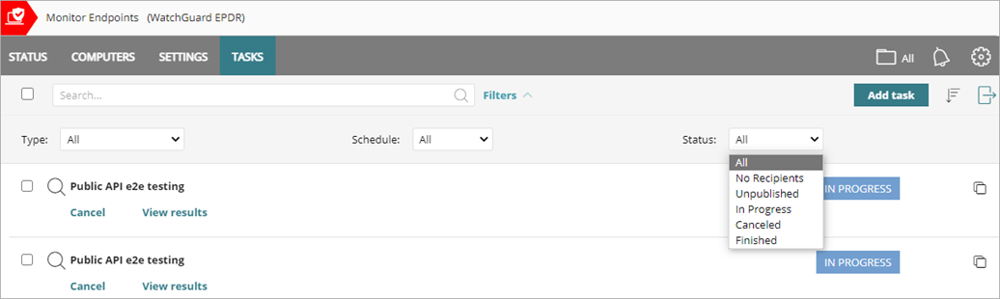 Monitor Endpoints (WatchGuard EPDR)
STATUS COMPUTERS SETTINGS TASKS All
Search... Filters Add task
Type: All Schedule: All Status: All
All
No Recipients
Unpublished
In Progress
Canceled
Finished
Public API e2e testing IN PROGRESS
Cancel View results
Public API e2e testing IN PROGRESS
Cancel View results